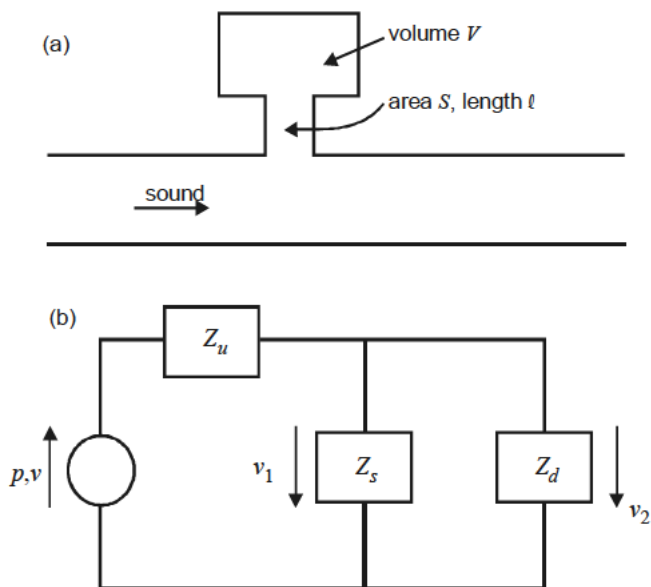 (a)
volume V
area S, length ℓ
sound
(b)
Z_u
p,v
v_1
Z_s
Z_d
v_2